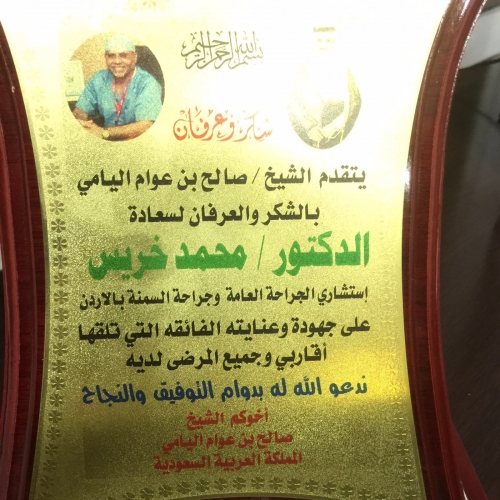 بسم الله الرحمن الرحيم
شكر وعرفان
يتقدم الشيخ / صالح بن عوام اليامي
بالشكر والعرفان لسعادة
الدكتور / محمد خريس
إستشاري الجراحة العامة وجراحة السمنة بالاردن
على جهودة وعنايته الفائقه التي تلقها
أقاربي وجميع المرضى لديه
ندعو الله له بدوام التوفيق والنجاح
أخوكم الشيخ
صالح بن عوام اليامي
المملكة العربية السعودية